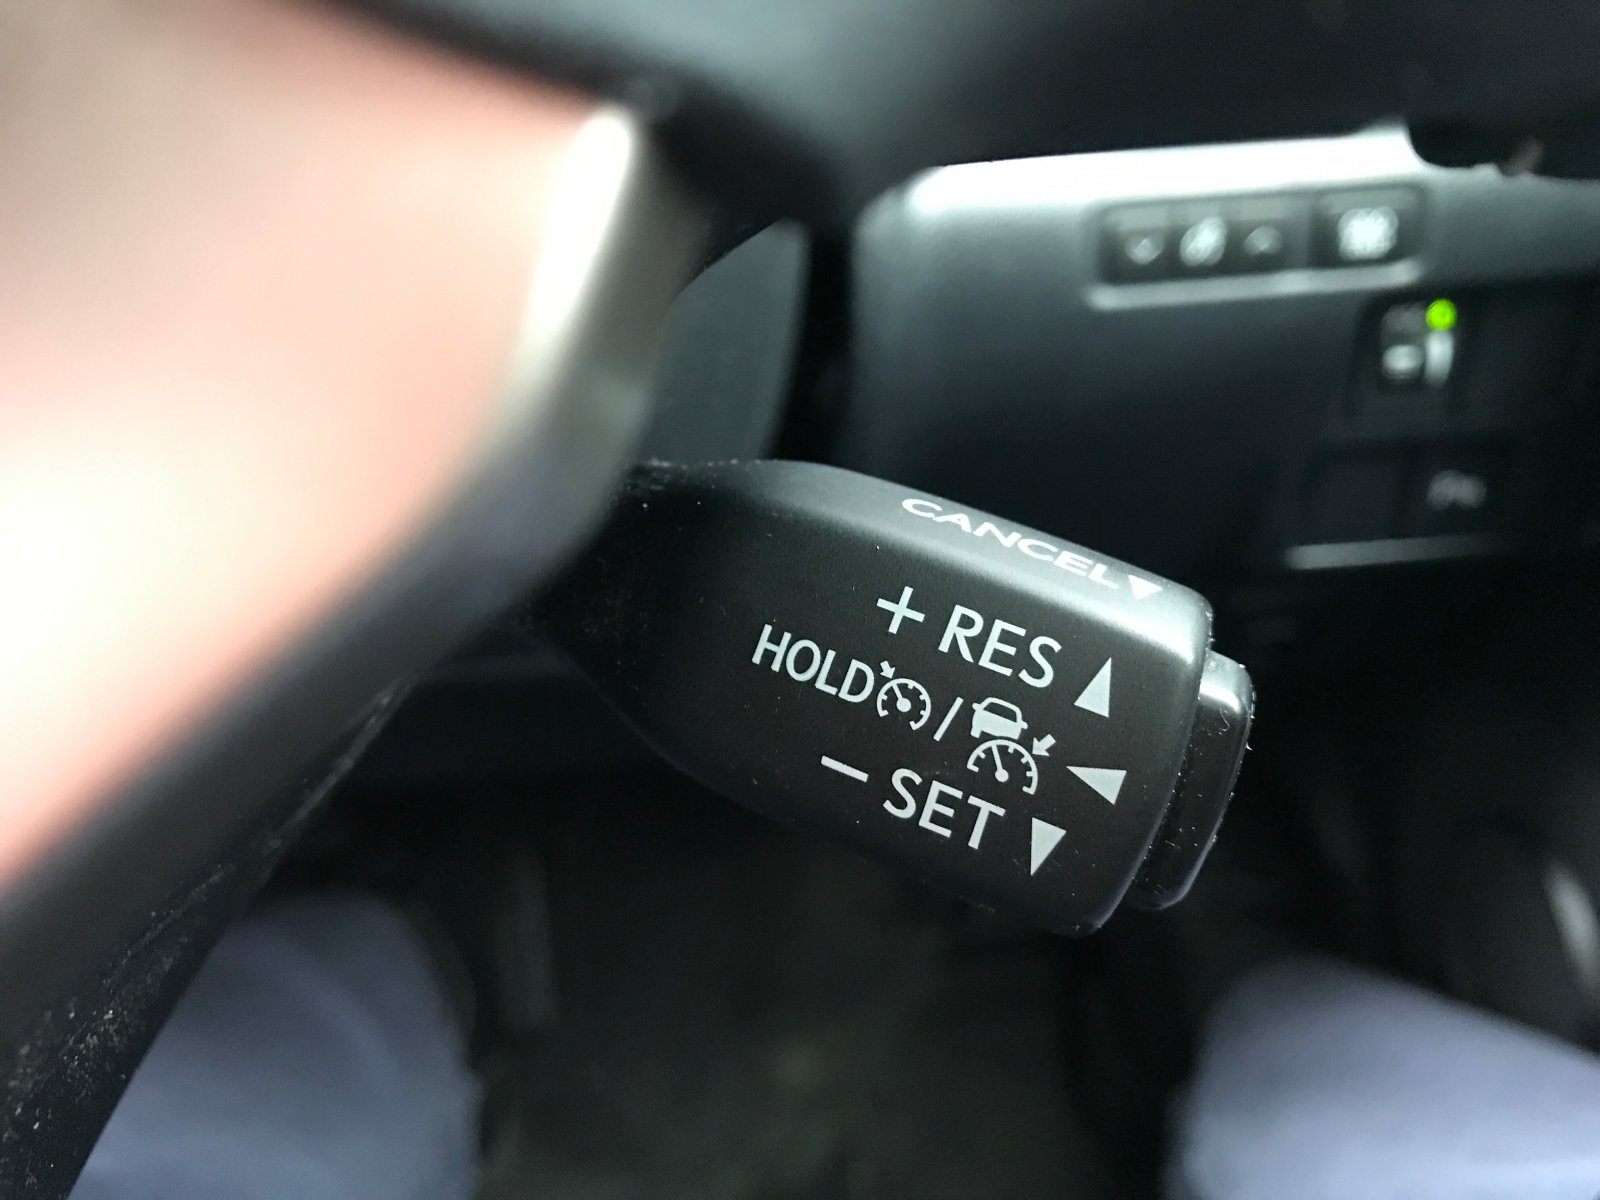 CANCEL
+ RES
HOLD /
− SET